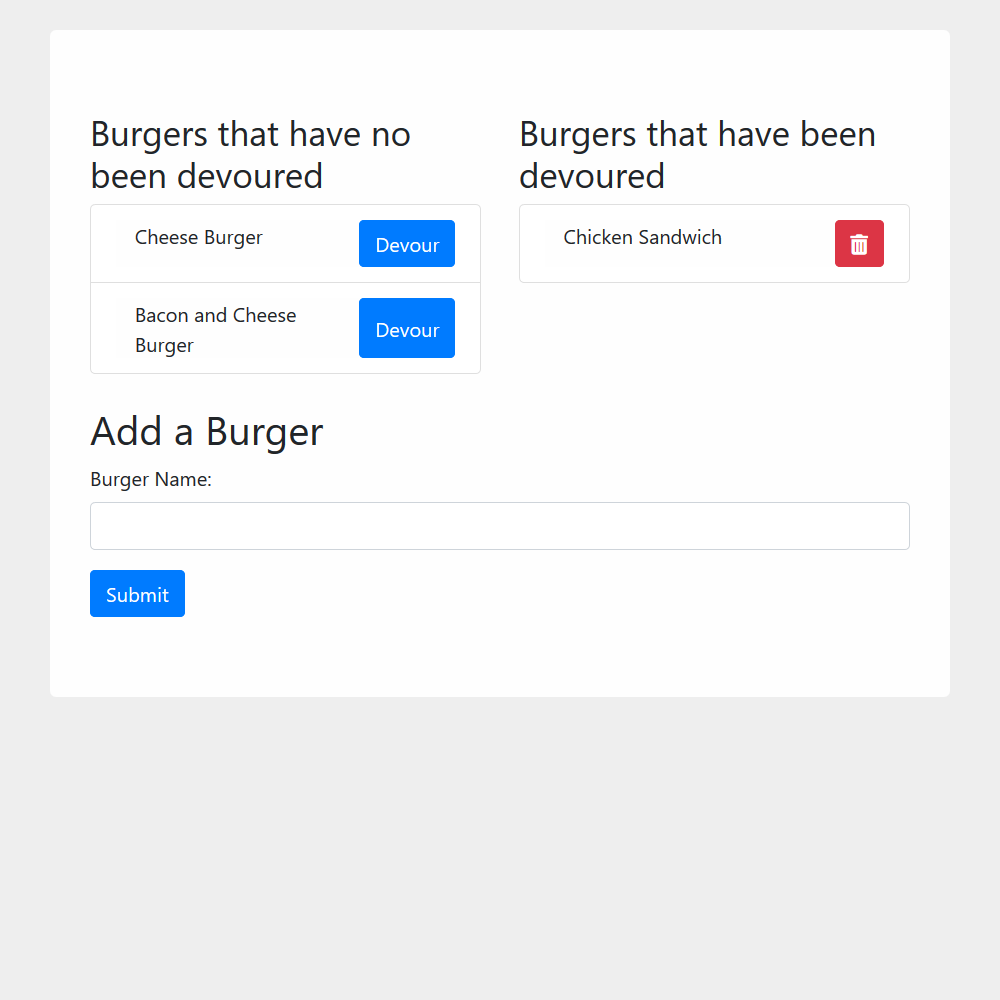 Burgers that have no
been devoured
Cheese Burger
Devour
Bacon and Cheese
Burger
Devour
Burgers that have been
devoured
Chicken Sandwich
Add a Burger
Burger Name:
Submit